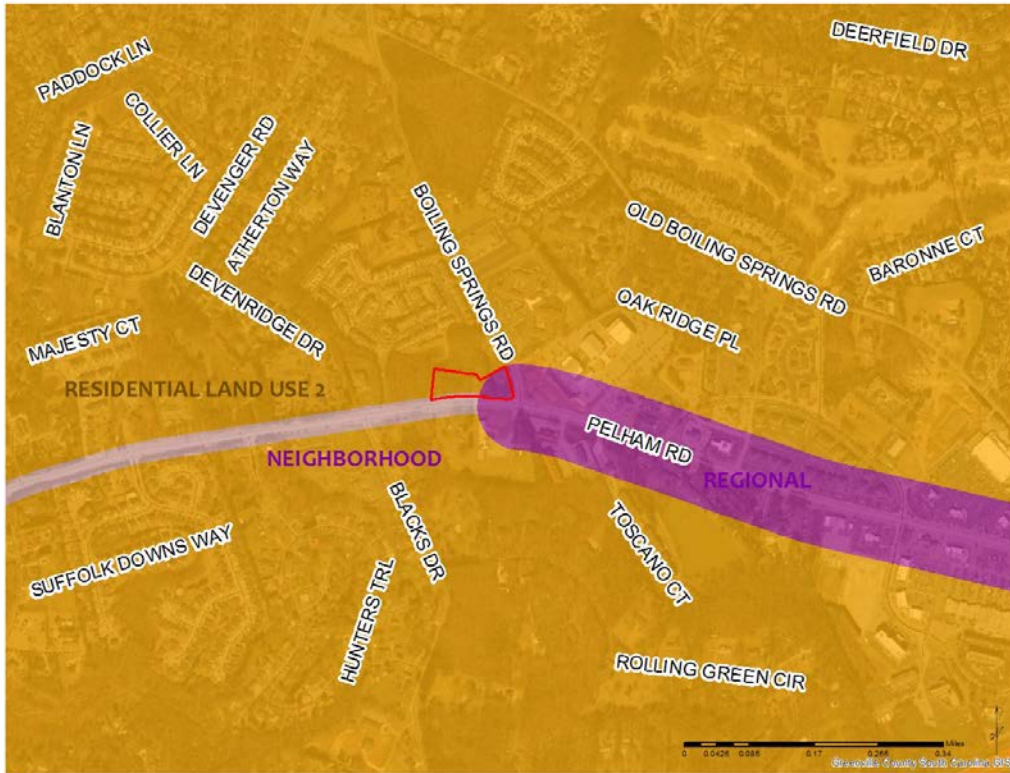 DEERFIELD DR
PADDOCK LN
COLLIER LN
DEVENGER RD
ATHERTON WAY
BLANTON LN
BOILING SPRINGS RD
OLD BOILING SPRINGS RD
BARONNE CT
DEVENRIDGE DR
OAK RIDGE PL
MAJESTY CT
RESIDENTIAL LAND USE 2
PELHAM RD
NEIGHBORHOOD
REGIONAL
BLACKS DR
TOSCANO CT
SUFFOLK DOWNS WAY
HUNTERS TRL
ROLLING GREEN CIR
Miles
0 0.0425 0.085 0.17 0.255 0.34
Greenville County South Carolina GIS